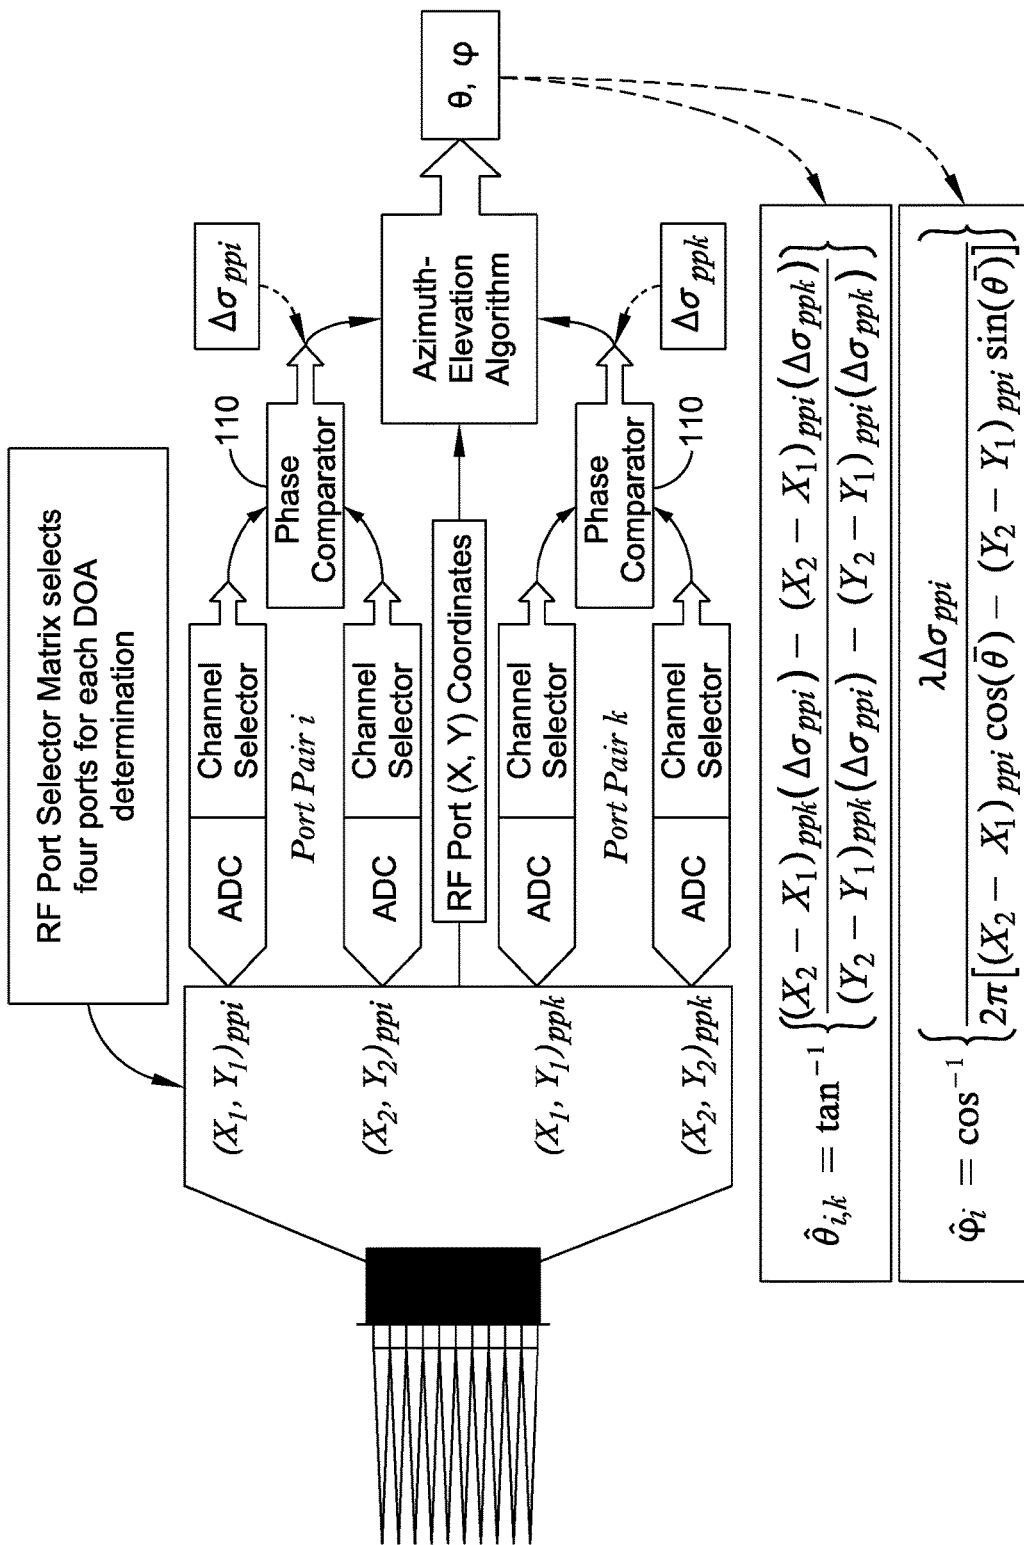 RF Port Selector Matrix selects
four ports for each DOA
determination
(X₁, Y₁)ppi
ADC
Channel
Selector
Port Pair i
(X₂, Y₂)ppi
ADC
Channel
Selector
Phase
Comparator
110
Δσppi
RF Port (X, Y) Coordinates
Azimuth-
Elevation
Algorithm
θ, φ
(X₁, Y₁)ppk
ADC
Channel
Selector
Port Pair k
(X₂, Y₂)ppk
ADC
Channel
Selector
Phase
Comparator
110
Δσppk
θ̂i,k = tan⁻¹{((X₂ − X₁)ppk(Δσppi) − (X₂ − X₁)ppi(Δσppk))/((Y₂ − Y₁)ppk(Δσppi) − (Y₂ − Y₁)ppi(Δσppk))}
φ̂i = cos⁻¹{λΔσppi/2π[(X₂ − X₁)ppi cos(θ̄) − (Y₂ − Y₁)ppi sin(θ̄)]}